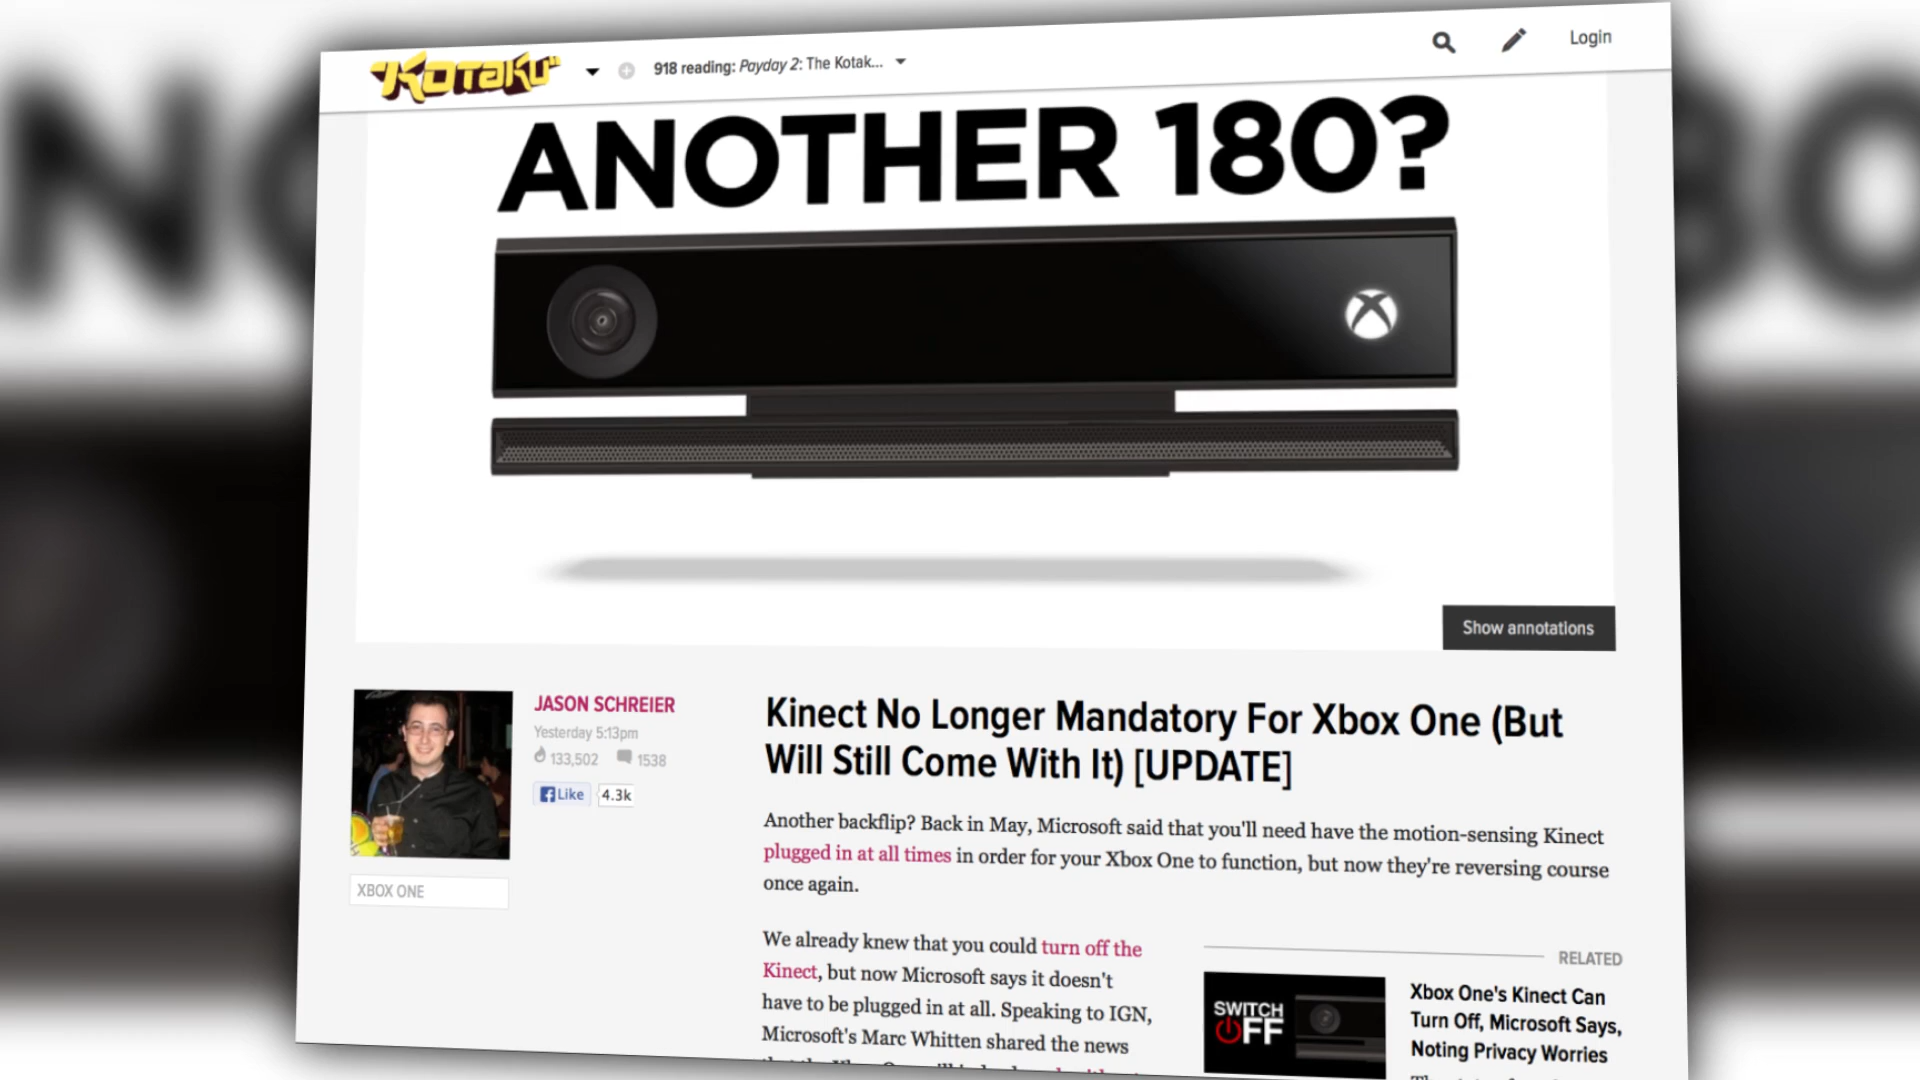 KOTAKU
918 reading: Payday 2: The Kotak...
Login
ANOTHER 180?
Show annotations
JASON SCHREIER
Yesterday 5:13pm
133,502 1538
Like 4.3k
XBOX ONE
Kinect No Longer Mandatory For Xbox One (But
Will Still Come With It) [UPDATE]
Another backflip? Back in May, Microsoft said that you'll need have the motion-sensing Kinect
plugged in at all times in order for your Xbox One to function, but now they're reversing course
once again.
We already knew that you could turn off the
Kinect, but now Microsoft says it doesn't
have to be plugged in at all. Speaking to IGN,
Microsoft's Marc Whitten shared the news
RELATED
SWITCH
OFF
Xbox One's Kinect Can
Turn Off, Microsoft Says,
Noting Privacy Worries